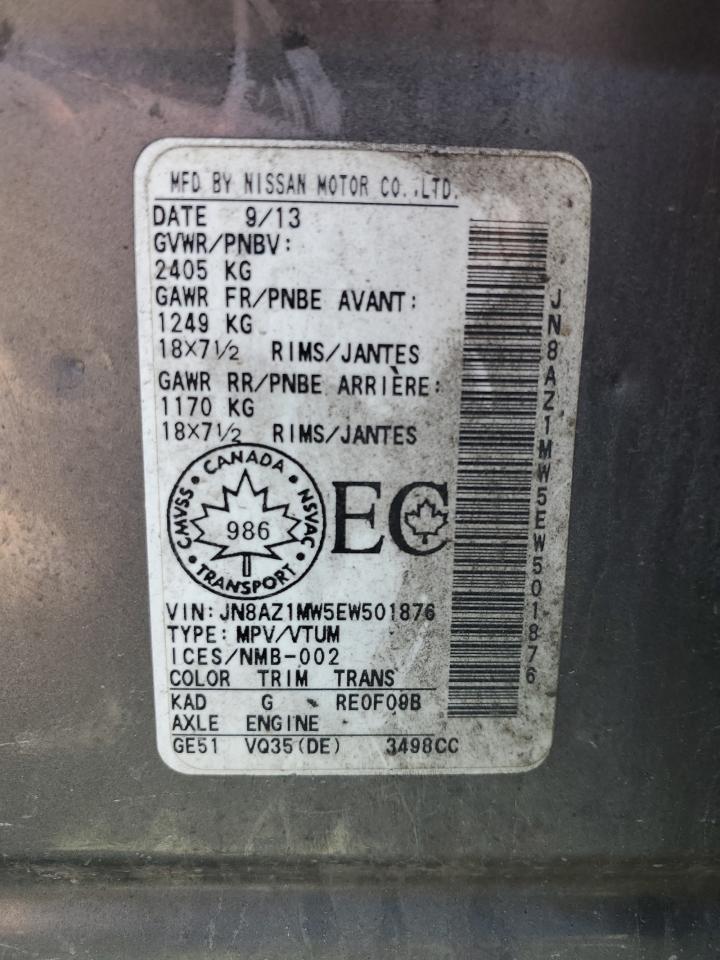 MFD BY NISSAN MOTOR CO.,LTD.
DATE 9/13
GVWR/PNBV:
2405 KG
GAWR FR/PNBE AVANT:
1249 KG
18×7½ RIMS/JANTES
GAWR RR/PNBE ARRIÈRE:
1170 KG
18×7½ RIMS/JANTES
CANADA
CMVSS • NSVAC
986
TRANSPORT
EC
VIN: JN8AZ1MW5EW501876
TYPE: MPV/VTUM
ICES/NMB-002
COLOR TRIM TRANS
KAD G RE0F09B
AXLE ENGINE
GE51 VQ35(DE) 3498CC
JN8AZ1MW5EW501876